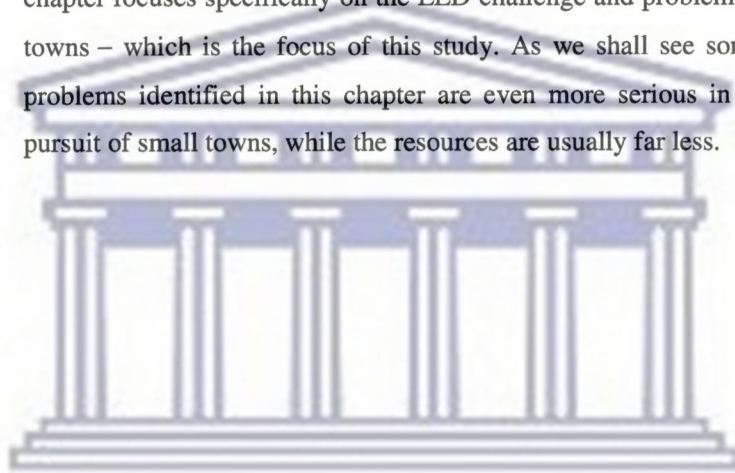 chapter focuses specifically on the LED challenge and
towns – which is the focus of this study. As we shall see
problems identified in this chapter are even more serious in
pursuit of small towns, while the resources are usually far less.